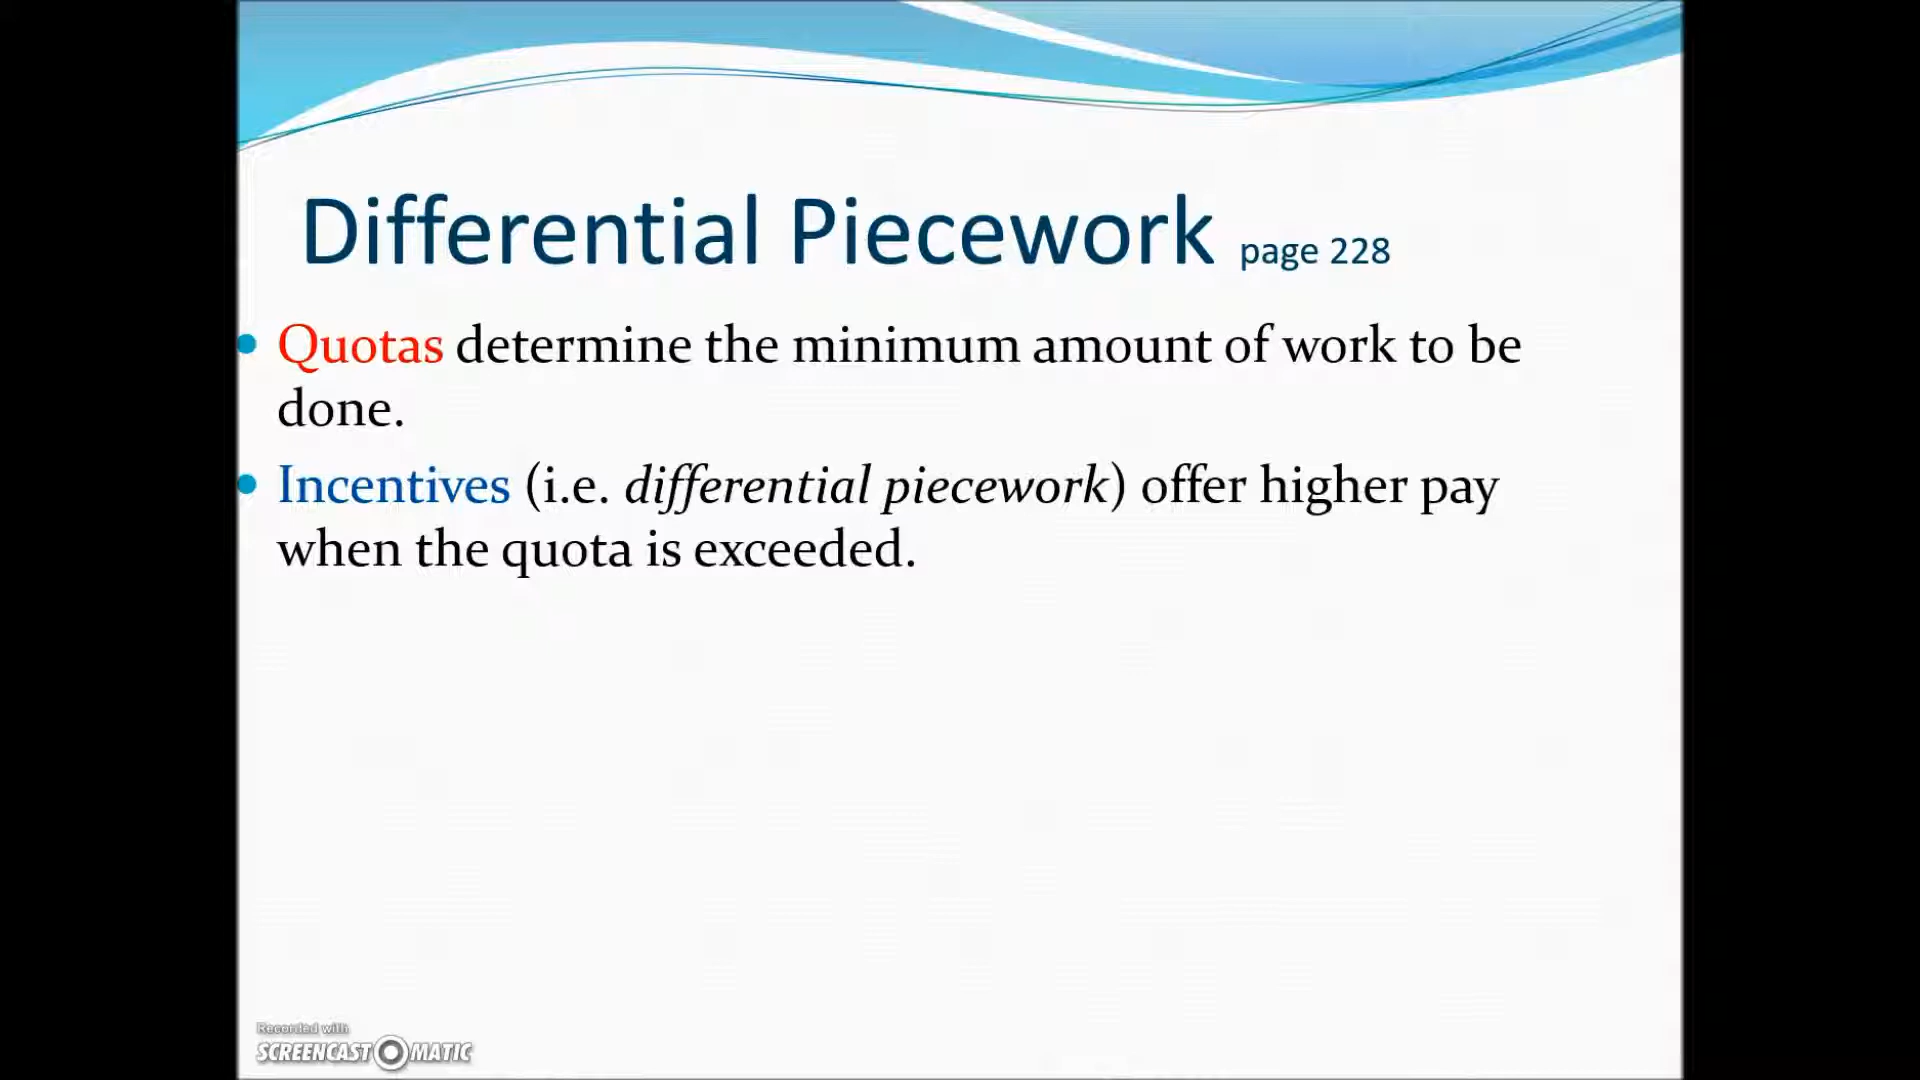 Differential Piecework page 228
• Quotas determine the minimum amount of work to be
done.
• Incentives (i.e. differential piecework) offer higher pay
when the quota is exceeded.
Recorded with
SCREENCAST O MATIC